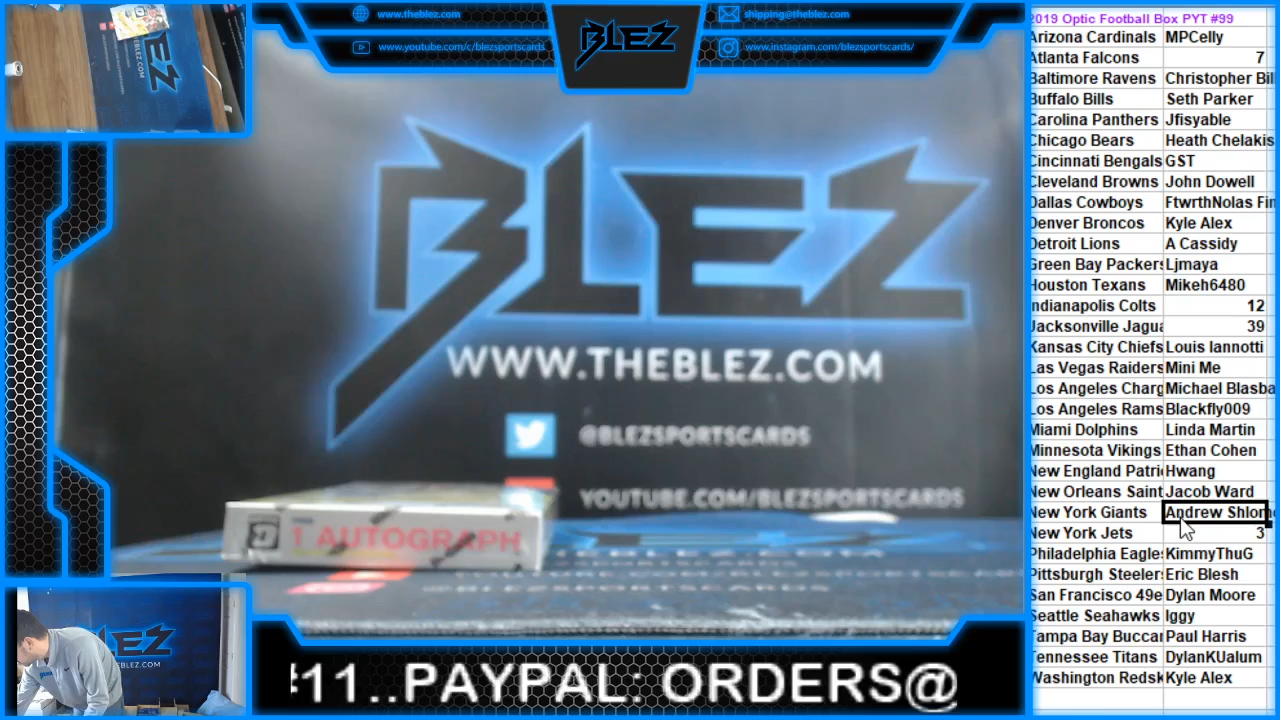 www.theblez.com
www.youtube.com/c/blezsportscards
BLEZ
shipping@theblez.com
www.instagram.com/blezsportscards/
BLEZ
WWW.THEBLEZ.COM
@BLEZSPORTSCARDS
YOUTUBE.COM/BLEZSPORTSCARDS
1 AUTOGRAPH
BLEZ
BLEZ
BLEZ.COM
#11..PAYPAL: ORDERS@
2019 Optic Football Box PYT #99
Arizona Cardinals MPCelly
Atlanta Falcons 7
Baltimore Ravens Christopher Bil
Buffalo Bills Seth Parker
Carolina Panthers Jfisyable
Chicago Bears Heath Chelakis
Cincinnati Bengals GST
Cleveland Browns John Dowell
Dallas Cowboys FtwrthNolas Fin
Denver Broncos Kyle Alex
Detroit Lions A Cassidy
Green Bay Packers Ljmaya
Houston Texans Mikeh6480
Indianapolis Colts 12
Jacksonville Jagua 39
Kansas City Chiefs Louis Iannotti
Las Vegas Raiders Mini Me
Los Angeles Charg Michael Blasba
Los Angeles Rams Blackfly009
Miami Dolphins Linda Martin
Minnesota Vikings Ethan Cohen
New England Patri Hwang
New Orleans Saint Jacob Ward
New York Giants Andrew Shlom
New York Jets 3
Philadelphia Eagles KimmyThuG
Pittsburgh Steelers Eric Blesh
San Francisco 49e Dylan Moore
Seattle Seahawks Iggy
Tampa Bay Buccan Paul Harris
Tennessee Titans DylanKUalum
Washington Redsk Kyle Alex